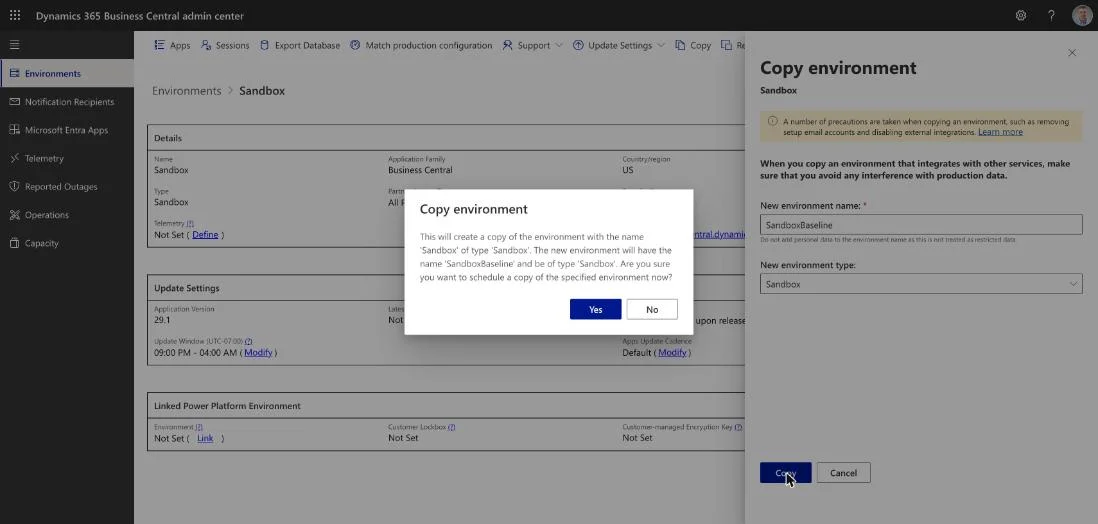 Dynamics 365 Business Central admin center
?
Environments
Notification Recipients
Microsoft Entra Apps
Telemetry
Reported Outages
Operations
Capacity
Apps Sessions Export Database Match production configuration Support Update Settings Copy
Environments > Sandbox
Details
Name Application Family Country/region
Sandbox Business Central US
Type
Sandbox
Telemetry (?)
Not Set ( Define )
Update Settings
Application Version
29.1
Update Window (UTC-07:00) (?) Apps Update Cadence
09:00 PM - 04:00 AM ( Modify ) Default ( Modify )
Linked Power Platform Environment
Environment (?) Customer Lockbox (?) Customer-managed Encryption Key (?)
Not Set ( Link ) Not Set Not Set
Copy environment
This will create a copy of the environment with the name
'Sandbox' of type 'Sandbox'. The new environment will have the
name 'SandboxBaseline' and be of type 'Sandbox'. Are you sure
you want to schedule a copy of the specified environment now?
Yes No
Copy environment
Sandbox
A number of precautions are taken when copying an environment, such as removing
setup email accounts and disabling external integrations. Learn more
When you copy an environment that integrates with other services, make
sure that you avoid any interference with production data.
New environment name: *
SandboxBaseline
Do not add personal data to the environment name as this is not treated as restricted data.
New environment type:
Sandbox
Copy Cancel